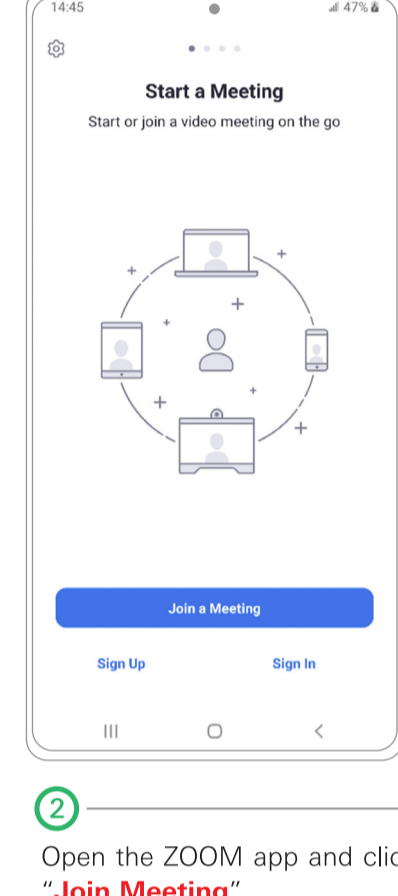 14:45 47%
Start a Meeting
Start or join a video meeting on the go
Join a Meeting
Sign Up Sign In
2
Open the ZOOM app and clic
“Join Meeting”